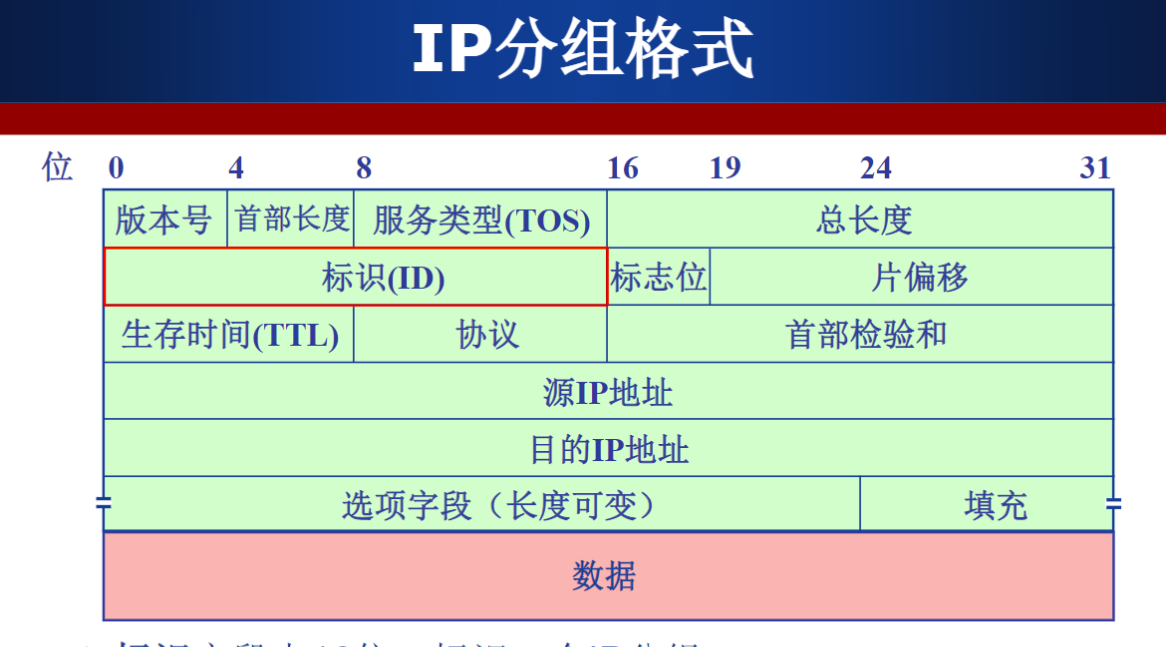 IP分组格式
位 0 4 8 16 19 24 31
版本号 首部长度 服务类型(TOS) 总长度
标识(ID) 标志位 片偏移
生存时间(TTL) 协议 首部检验和
源IP地址
目的IP地址
选项字段（长度可变） 填充
数据